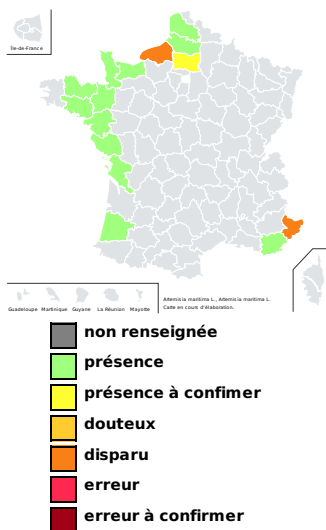 Île-de-France
Guadeloupe Martinique Guyane La Réunion Mayotte
Artemisia maritima L., Artemisia maritima L.
Carte en cours d'élaboration.
non renseignée
présence
présence à confimer
douteux
disparu
erreur
erreur à confirmer